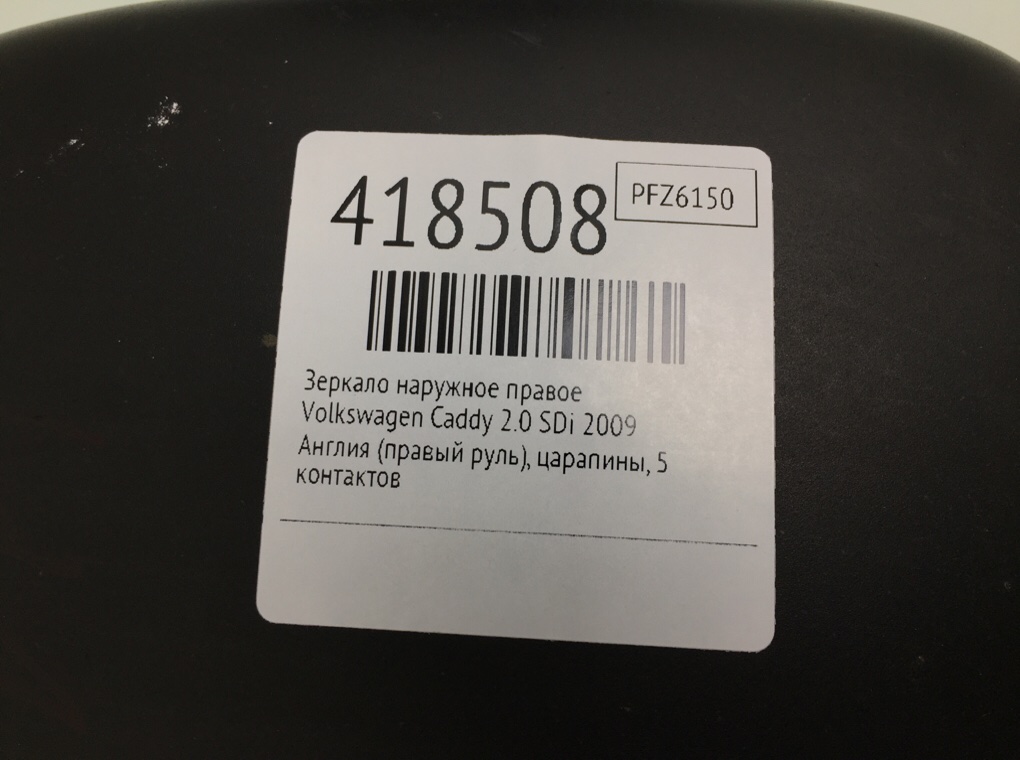 418508
PFZ6150
Зеркало наружное правое
Volkswagen Caddy 2.0 SDi 2009
Англия (правый руль), царапины, 5
контактов